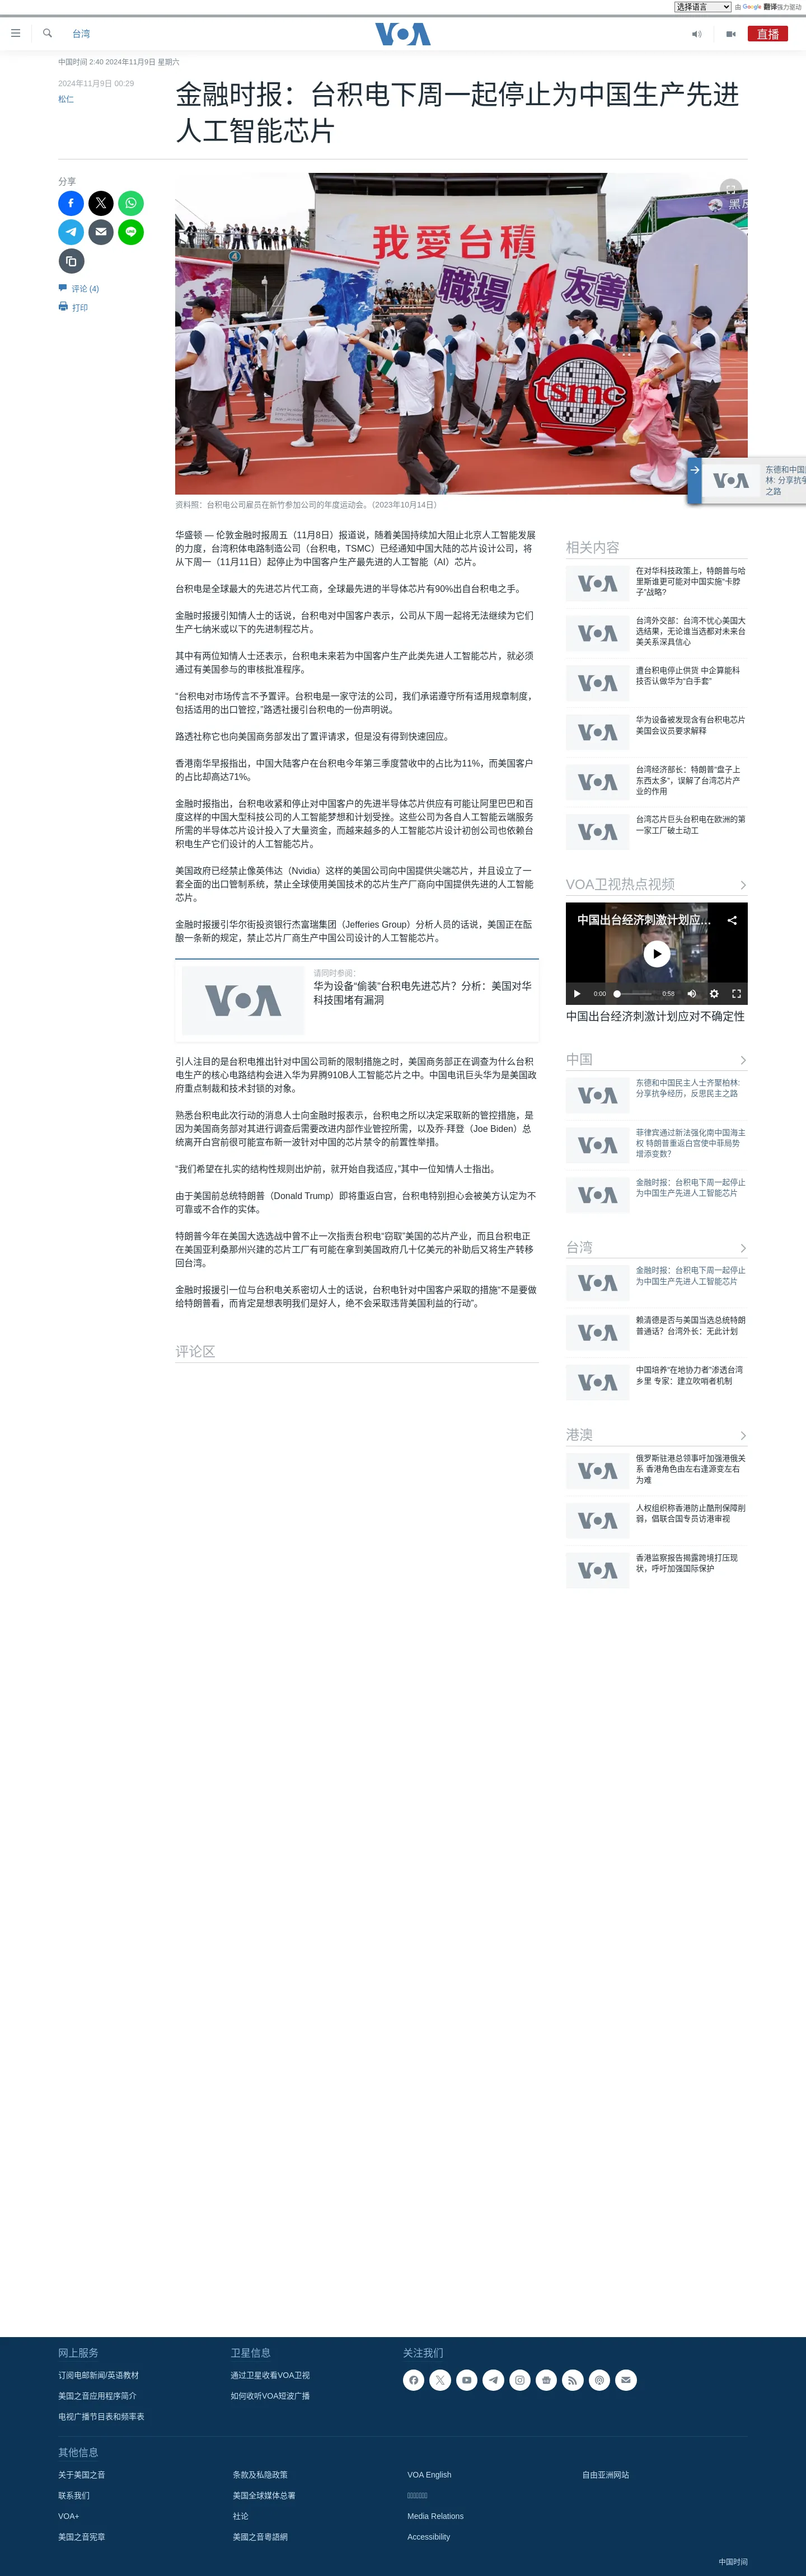 选择语言 由 Google 翻译强力驱动
台湾
VOA
直播
中国时间 2:40 2024年11月9日 星期六
2024年11月9日 00:29
松仁
金融时报：台积电下周一起停止为中国生产先进
人工智能芯片
分享
评论 (4)
打印
我愛台積
職場
友善
tsmc
资料照：台积电公司雇员在新竹参加公司的年度运动会。（2023年10月14日）
东德和中国
林: 分享抗争
之路
华盛顿 — 伦敦金融时报周五（11月8日）报道说，随着美国持续加大阻止北京人工智能发展
的力度，台湾积体电路制造公司（台积电，TSMC）已经通知中国大陆的芯片设计公司，将
从下周一（11月11日）起停止为中国客户生产最先进的人工智能（AI）芯片。
台积电是全球最大的先进芯片代工商，全球最先进的半导体芯片有90%出自台积电之手。
金融时报援引知情人士的话说，台积电对中国客户表示，公司从下周一起将无法继续为它们
生产七纳米或以下的先进制程芯片。
其中有两位知情人士还表示，台积电未来若为中国客户生产此类先进人工智能芯片，就必须
通过有美国参与的审核批准程序。
“台积电对市场传言不予置评。台积电是一家守法的公司，我们承诺遵守所有适用规章制度，
包括适用的出口管控，”路透社援引台积电的一份声明说。
路透社称它也向美国商务部发出了置评请求，但是没有得到快速回应。
香港南华早报指出，中国大陆客户在台积电今年第三季度营收中的占比为11%，而美国客户
的占比却高达71%。
金融时报指出，台积电收紧和停止对中国客户的先进半导体芯片供应有可能让阿里巴巴和百
度这样的中国大型科技公司的人工智能梦想和计划受挫。这些公司为各自人工智能云端服务
所需的半导体芯片设计投入了大量资金，而越来越多的人工智能芯片设计初创公司也依赖台
积电生产它们设计的人工智能芯片。
美国政府已经禁止像英伟达（Nvidia）这样的美国公司向中国提供尖端芯片，并且设立了一
套全面的出口管制系统，禁止全球使用美国技术的芯片生产厂商向中国提供先进的人工智能
芯片。
金融时报援引华尔街投资银行杰富瑞集团（Jefferies Group）分析人员的话说，美国正在酝
酿一条新的规定，禁止芯片厂商生产中国公司设计的人工智能芯片。
VOA
请同时参阅：
华为设备“偷装”台积电先进芯片？分析：美国对华
科技围堵有漏洞
引人注目的是台积电推出针对中国公司新的限制措施之时，美国商务部正在调查为什么台积
电生产的核心电路结构会进入华为昇腾910B人工智能芯片之中。中国电讯巨头华为是美国政
府重点制裁和技术封锁的对象。
熟悉台积电此次行动的消息人士向金融时报表示，台积电之所以决定采取新的管控措施，是
因为美国商务部对其进行调查后需要改进内部作业管控所需，以及乔·拜登（Joe Biden）总
统离开白宫前很可能宣布新一波针对中国的芯片禁令的前置性举措。
“我们希望在扎实的结构性规则出炉前，就开始自我适应，”其中一位知情人士指出。
由于美国前总统特朗普（Donald Trump）即将重返白宫，台积电特别担心会被美方认定为不
可靠或不合作的实体。
特朗普今年在美国大选选战中曾不止一次指责台积电“窃取”美国的芯片产业，而且台积电正
在美国亚利桑那州兴建的芯片工厂有可能在拿到美国政府几十亿美元的补助后又将生产转移
回台湾。
金融时报援引一位与台积电关系密切人士的话说，台积电针对中国客户采取的措施“不是要做
给特朗普看，而肯定是想表明我们是好人，绝不会采取违背美国利益的行动”。
评论区
相关内容
在对华科技政策上，特朗普与哈
里斯谁更可能对中国实施“卡脖
子”战略?
台湾外交部：台湾不忧心美国大
选结果，无论谁当选都对未来台
美关系深具信心
遭台积电停止供货 中企算能科
技否认做华为“白手套”
华为设备被发现含有台积电芯片
美国会议员要求解释
台湾经济部长：特朗普“盘子上
东西太多”，误解了台湾芯片产
业的作用
台湾芯片巨头台积电在欧洲的第
一家工厂破土动工
VOA卫视热点视频
中国出台经济刺激计划应...
0:00
0:58
中国出台经济刺激计划应对不确定性
中国
东德和中国民主人士齐聚柏林:
分享抗争经历，反思民主之路
菲律宾通过新法强化南中国海主
权 特朗普重返白宫使中菲局势
增添变数?
金融时报：台积电下周一起停止
为中国生产先进人工智能芯片
台湾
金融时报：台积电下周一起停止
为中国生产先进人工智能芯片
赖清德是否与美国当选总统特朗
普通话？台湾外长：无此计划
中国培养“在地协力者”渗透台湾
乡里 专家：建立吹哨者机制
港澳
俄罗斯驻港总领事吁加强港俄关
系 香港角色由左右逢源变左右
为难
人权组织称香港防止酷刑保障削
弱，倡联合国专员访港审视
香港监察报告揭露跨境打压现
状，呼吁加强国际保护
网上服务
订阅电邮新闻/英语教材
美国之音应用程序简介
电视广播节目表和频率表
卫星信息
通过卫星收看VOA卫视
如何收听VOA短波广播
关注我们
其他信息
关于美国之音
联系我们
VOA+
美国之音宪章
条款及私隐政策
美国全球媒体总署
社论
美國之音粵語網
VOA English
Media Relations
Accessibility
自由亚洲网站
中国时间